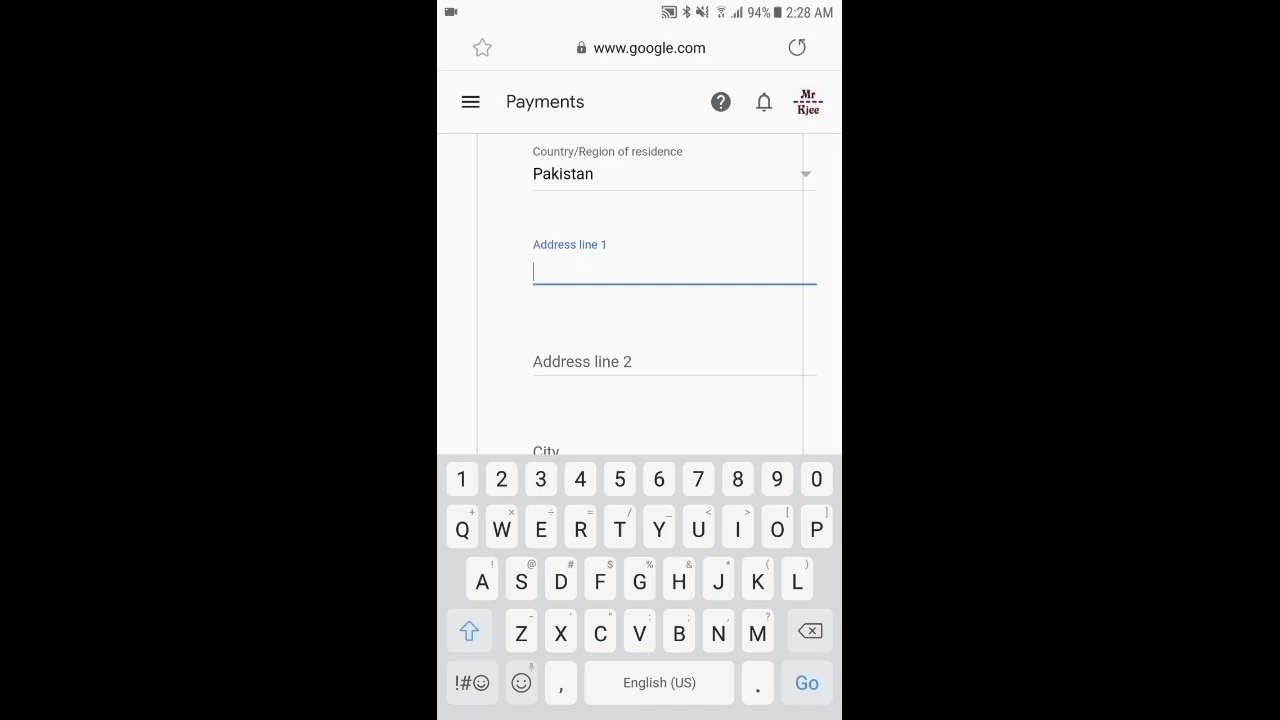 94% 2:28 AM
www.google.com
Payments
Mr
Kjee
Country/Region of residence
Pakistan
Address line 1
Address line 2
City
1 2 3 4 5 6 7 8 9 0
+ × ÷ = / _ < > [ ]
Q W E R T Y U I O P
! @ # $ % & * ( )
A S D F G H J K L
- ' " : ; , ?
Z X C V B N M
!#☺ , English (US) . Go